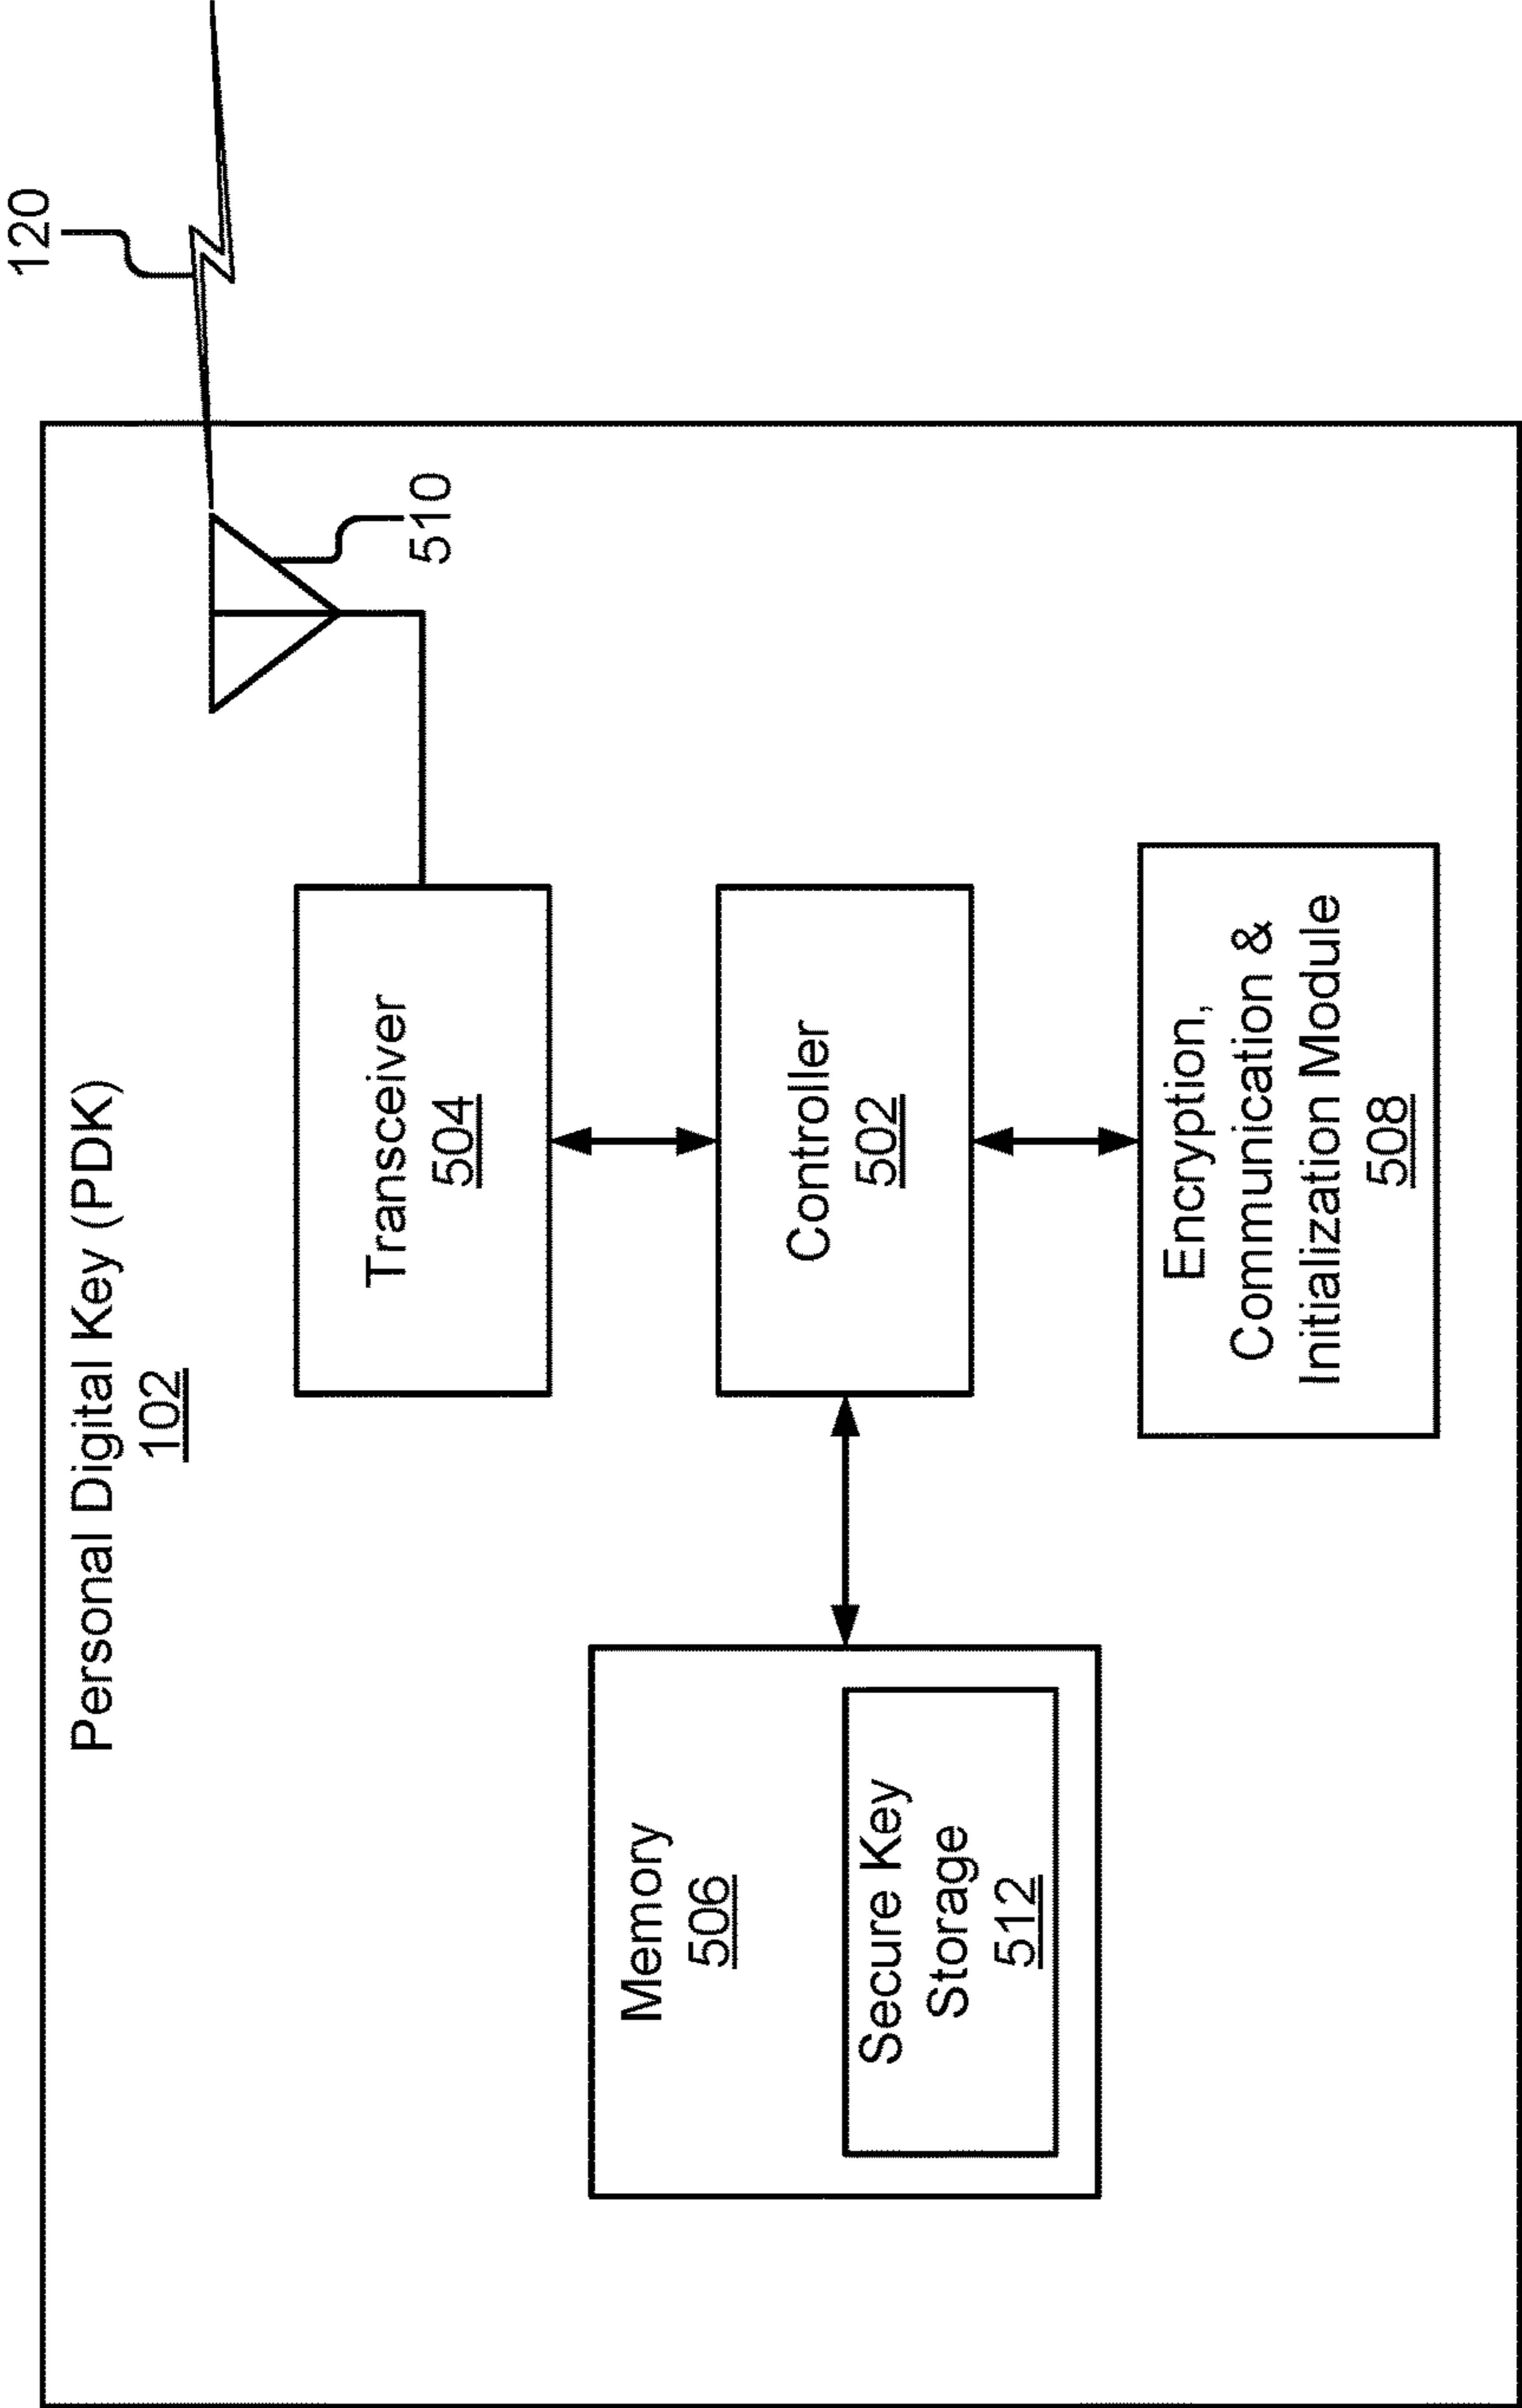 120
Personal Digital Key (PDK)
102
510
Transceiver
504
Memory
506
Controller
502
Secure Key
Storage
512
Encryption,
Communication &
Initialization Module
508